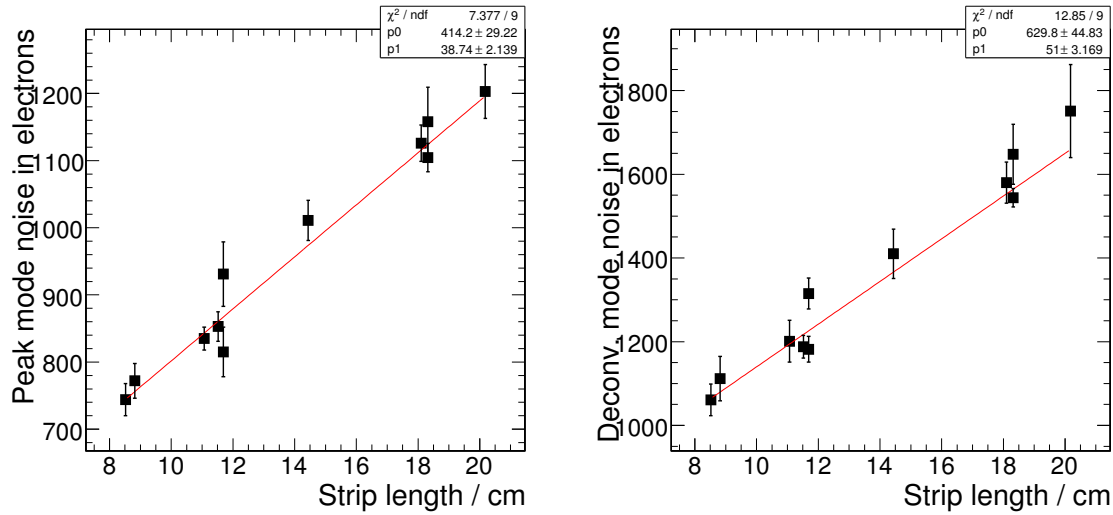 χ² / ndf 7.377 / 9
p0 414.2 ± 29.22
p1 38.74 ± 2.139
Peak mode noise in electrons
1200
1100
1000
900
800
700
8 10 12 14 16 18 20
Strip length / cm
χ² / ndf 12.85 / 9
p0 629.8 ± 44.83
p1 51 ± 3.169
Deconv. mode noise in electrons
1800
1600
1400
1200
1000
8 10 12 14 16 18 20
Strip length / cm